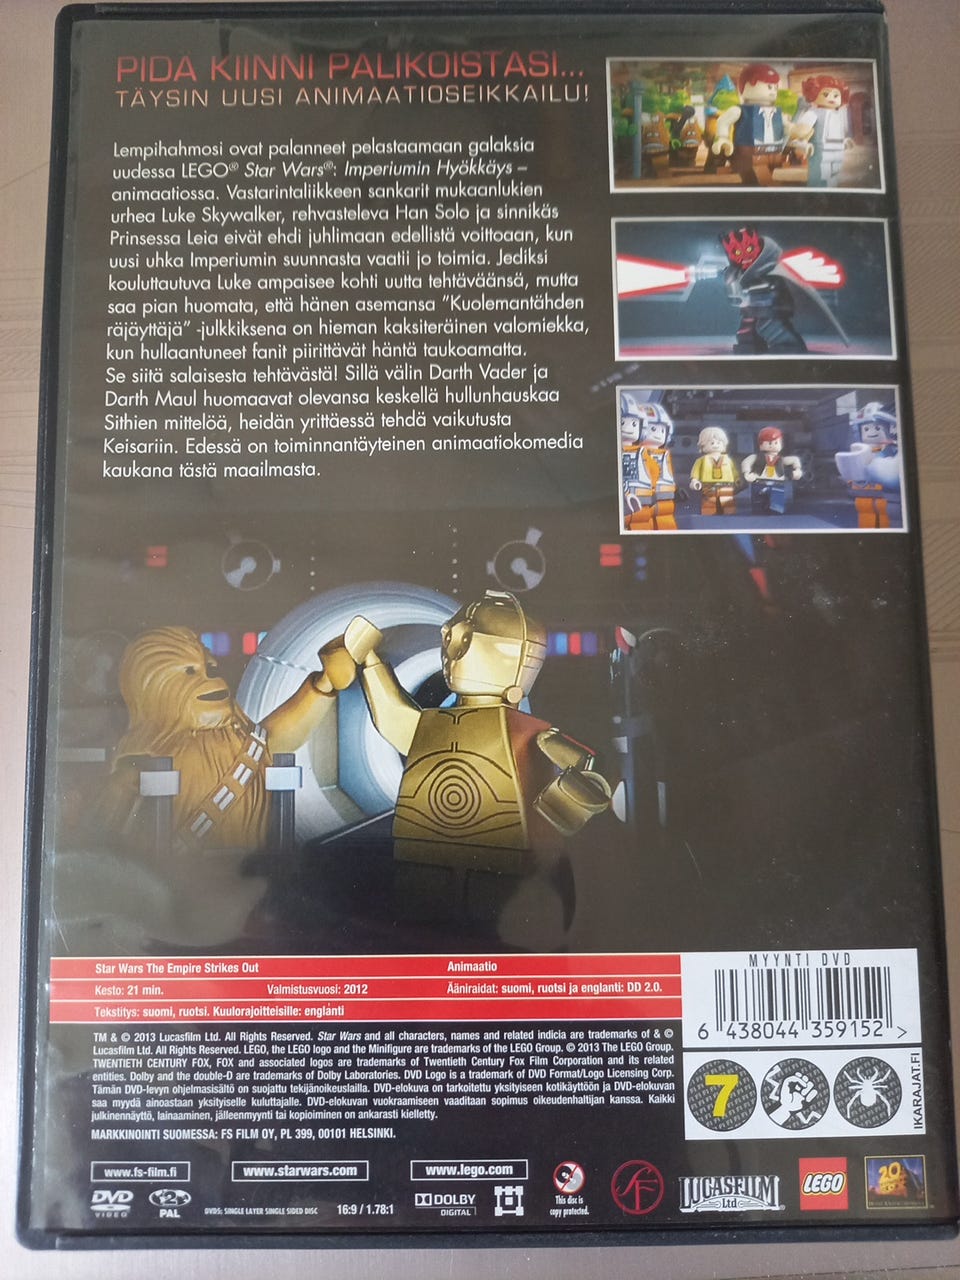 PIDÄ KIINNI PALIKOISTASI...
TÄYSIN UUSI ANIMAATIOSEIKKAILU!
Lempihahmosi ovat palanneet pelastaamaan galaksia
uudessa LEGO® Star Wars®: Imperiumin Hyökkäys –
animaatiossa. Vastarintaliikkeen sankarit mukaanlukien
urhea Luke Skywalker, rehvasteleva Han Solo ja sinnikäs
Prinsessa Leia eivät ehdi juhlimaan edellistä voittoaan, kun
uusi uhka Imperiumin suunnasta vaatii jo toimia. Jediksi
kouluttautuva Luke ampaisee kohti uutta tehtäväänsä, mutta
saa pian huomata, että hänen asemansa "Kuolemantähden
räjäyttäjä" -julkkiksena on hieman kaksiteräinen valomiekka,
kun hullaantuneet fanit piirittävät häntä taukoamatta.
Se siitä salaisesta tehtävästä! Sillä välin Darth Vader ja
Darth Maul huomaavat olevansa keskellä hullunhauskaa
Sithien mittelöä, heidän yrittäessä tehdä vaikutusta
Keisariin. Edessä on toiminnantäyteinen animaatiokomedia
kaukana tästä maailmasta.
Star Wars The Empire Strikes Out Animaatio
Kesto: 21 min. Valmistusvuosi: 2012 Ääniraidat: suomi, ruotsi ja englanti: DD 2.0.
Tekstitys: suomi, ruotsi. Kuulorajoitteisille: englanti
MYYNTI DVD
6 438044 359152 >
TM & © 2013 Lucasfilm Ltd. All Rights Reserved. Star Wars and all characters, names and related indicia are trademarks of & ©
Lucasfilm Ltd. All Rights Reserved. LEGO, the LEGO logo and the Minifigure are trademarks of the LEGO Group. © 2013 The LEGO Group.
TWENTIETH CENTURY FOX, FOX and associated logos are trademarks of Twentieth Century Fox Film Corporation and its related
entities. Dolby and the double-D are trademarks of Dolby Laboratories. DVD Logo is a trademark of DVD Format/Logo Licensing Corp.
Tämän DVD-levyn ohjelmasisältö on suojattu tekijänoikeuslailla. DVD-elokuva on tarkoitettu yksityiseen kotikäyttöön ja DVD-elokuvan
saa myydä ainoastaan yksityiselle kuluttajalle. DVD-elokuvan vuokraamiseen vaaditaan sopimus oikeudenhaltijan kanssa. Kaikki
julkinennäyttö, lainaaminen, jälleenmyynti tai kopioiminen on ankarasti kielletty.
MARKKINOINTI SUOMESSA: FS FILM OY, PL 399, 00101 HELSINKI.
7
IKARAJAT.FI
www.fs-film.fi
www.starwars.com
www.lego.com
DVD
VIDEO
2
PAL
DVD5: SINGLE LAYER SINGLE SIDED DISC
16:9 / 1.78:1
DOLBY
DIGITAL
This disc is
copy protected.
SF
LUCASFILM
Ltd
LEGO
20